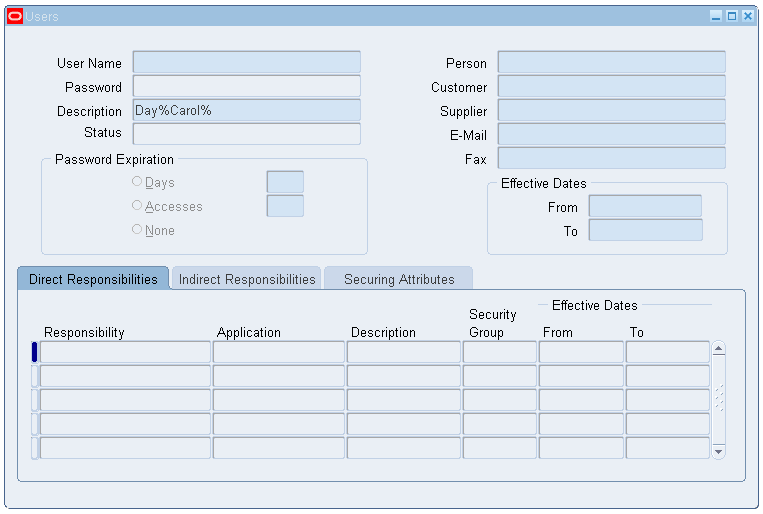 Users
User Name
Password
Description Day%Carol%
Status
Person
Customer
Supplier
E-Mail
Fax
Password Expiration
Days
Accesses
None
Effective Dates
From
To
Direct Responsibilities Indirect Responsibilities Securing Attributes
Effective Dates
Responsibility Application Description Security Group From To